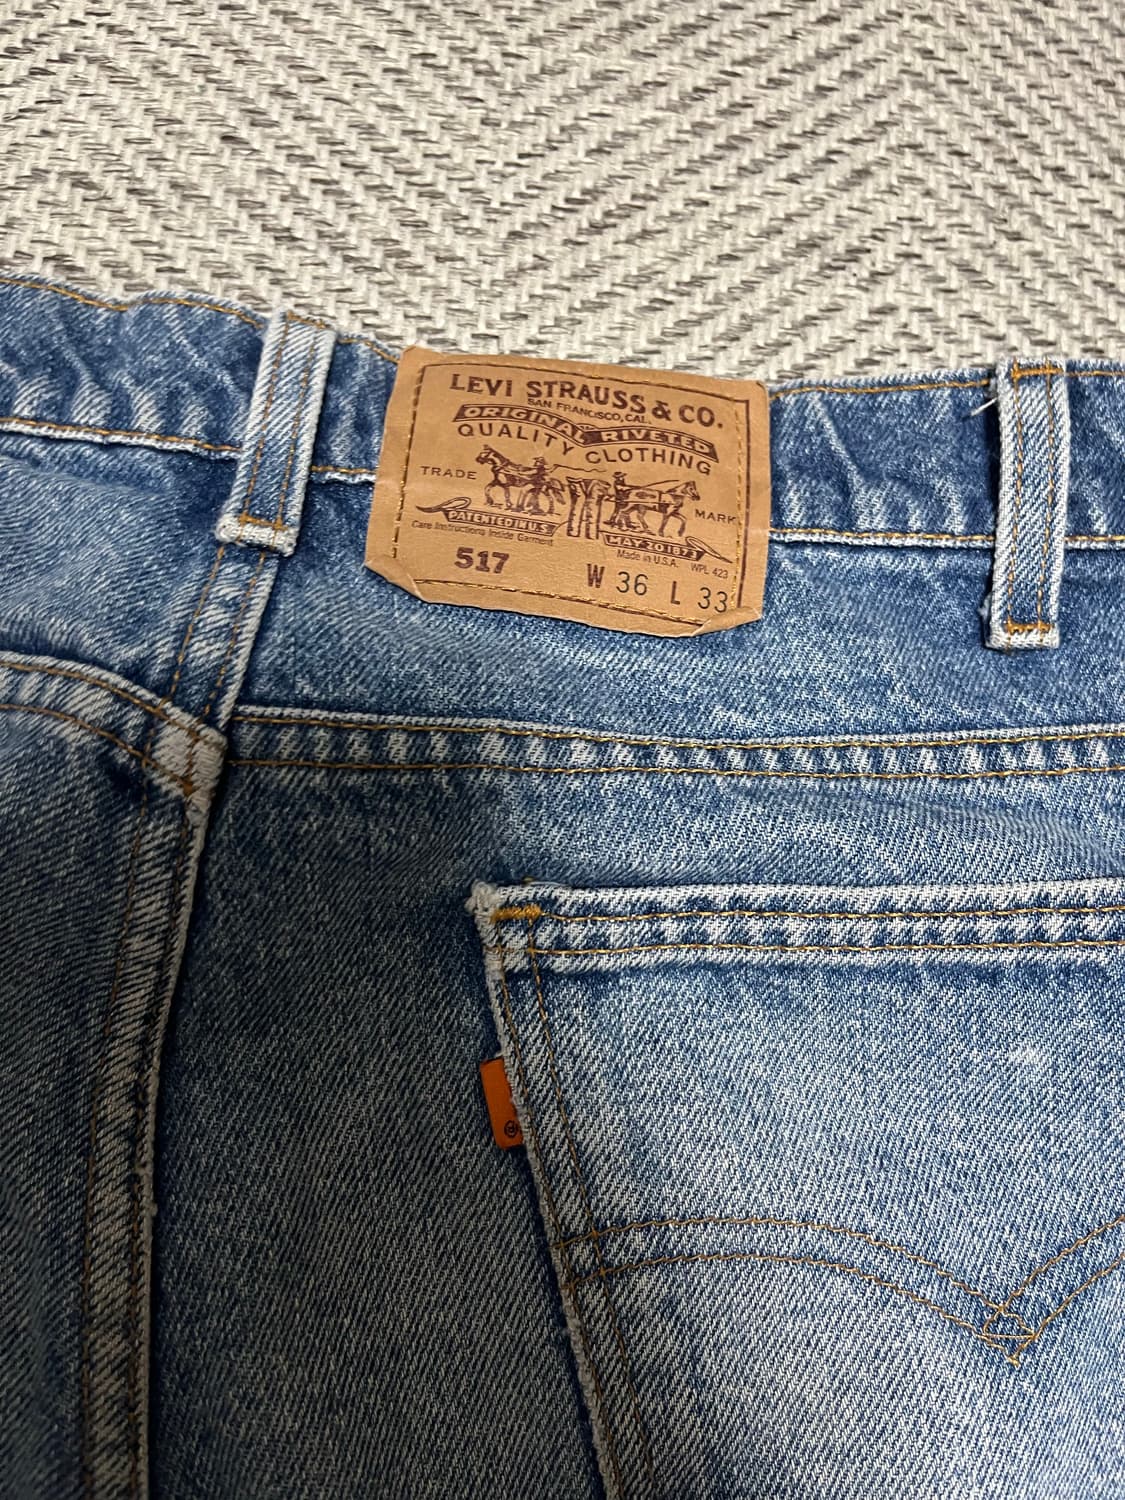 LEVI STRAUSS & CO.
SAN FRANCISCO, CAL.
ORIGINAL RIVETED
QUALITY CLOTHING
TRADE MARK
PATENTED IN U.S. MAY 20 1873
Care Instructions Inside Garment Made in U.S.A. WPL 423
517 W 36 L 33
®